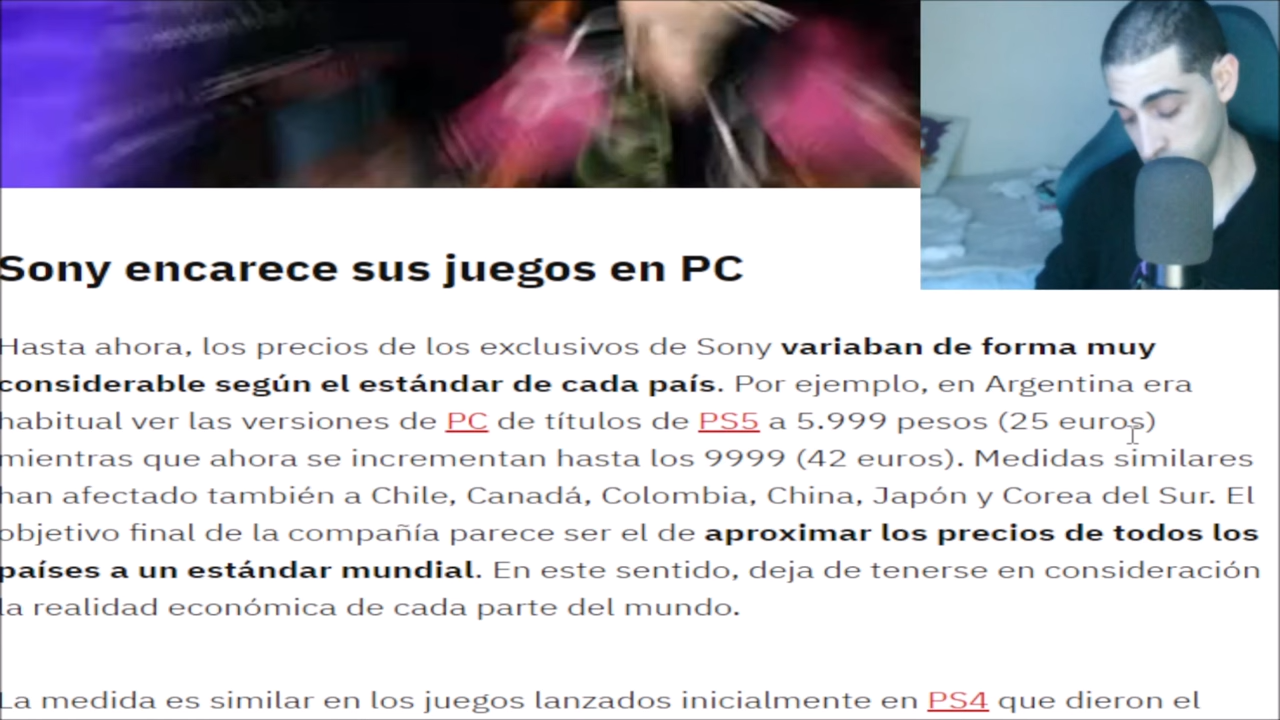 Sony encarece sus juegos en PC
Hasta ahora, los precios de los exclusivos de Sony variaban de forma muy
considerable según el estándar de cada país. Por ejemplo, en Argentina era
habitual ver las versiones de PC de títulos de PS5 a 5.999 pesos (25 euros)
mientras que ahora se incrementan hasta los 9999 (42 euros). Medidas similares
han afectado también a Chile, Canadá, Colombia, China, Japón y Corea del Sur. El
objetivo final de la compañía parece ser el de aproximar los precios de todos los
países a un estándar mundial. En este sentido, deja de tenerse en consideración
la realidad económica de cada parte del mundo.
La medida es similar en los juegos lanzados inicialmente en PS4 que dieron el